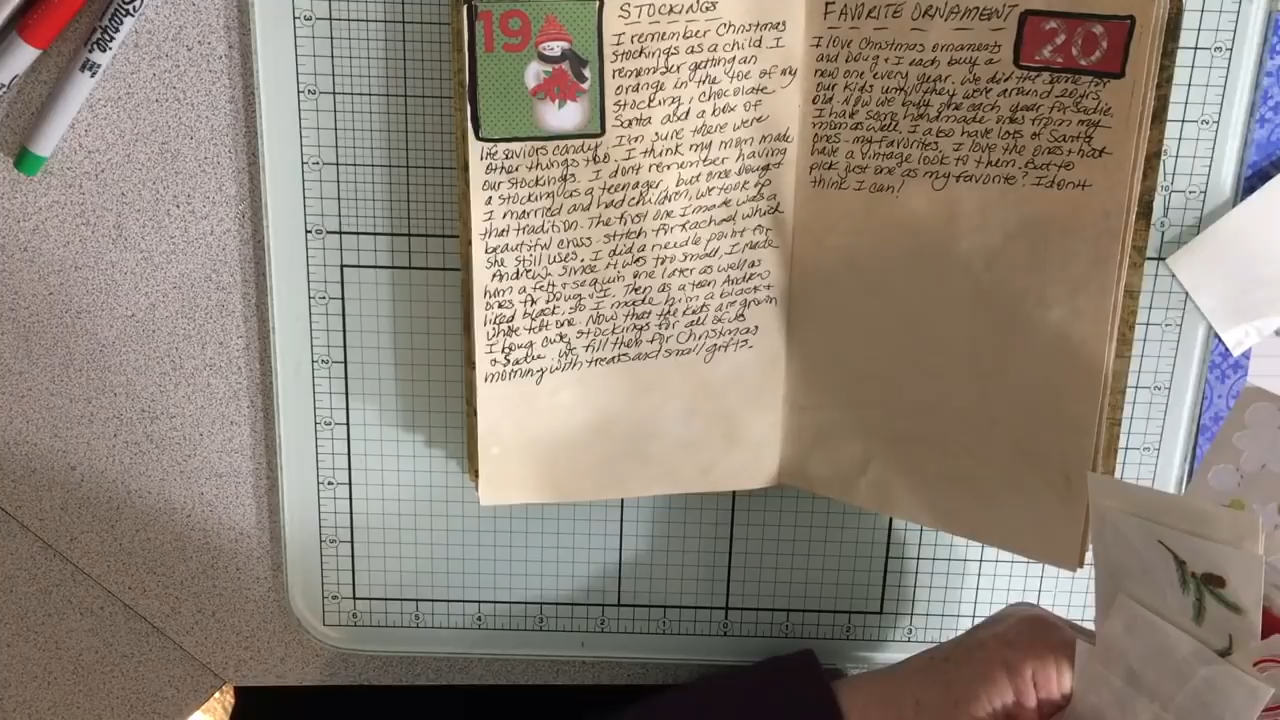 Sharpie
19
STOCKINGS
I remember Christmas
stockings as a child. I
remember getting an
orange in the toe of my
stocking, chocolate
Santa and a box of
lifesaviors candy. I'm sure there were
other things too. I think my mom made
our stockings. I dont remember having
a stocking as a teenager, but once Doug &
I married and had children, we took up
that tradition. The first one I made was a
beautiful cross-stitch for Rachael which
she still uses. I did a needle point for
Andrew. Since it was too small, I made
him a felt & sequin one later as well as
ones for Doug & I. Then as a teen Andrew
liked black, so I made him a black &
white felt one. Now that the kids are grown
I boug cute stockings for all of us
& Sadie. We fill them for Christmas
morning with treats and small gifts.
FAVORITE ORNAMENT
20
I love Christmas ornaments
and Doug & I each buy a
new one every year. We did the same for
our kids until they were around 20 yrs
old. Now we buy one each year for Sadie.
I have some handmade ones from my
mom as well. I also have lots of Santa
ones - my favorites. I love the ones that
have a vintage look to them. But to
pick just one as my favorite? I don't
think I can!